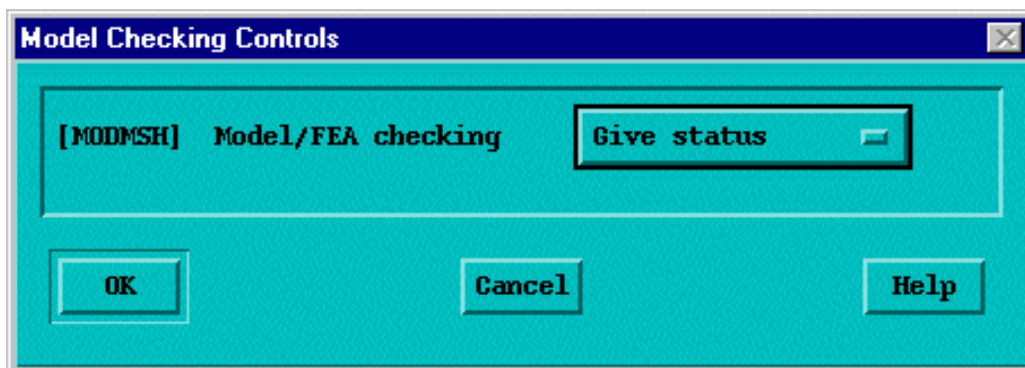 Model Checking Controls
[MODMSH] Model/FEA checking Give status
OK Cancel Help